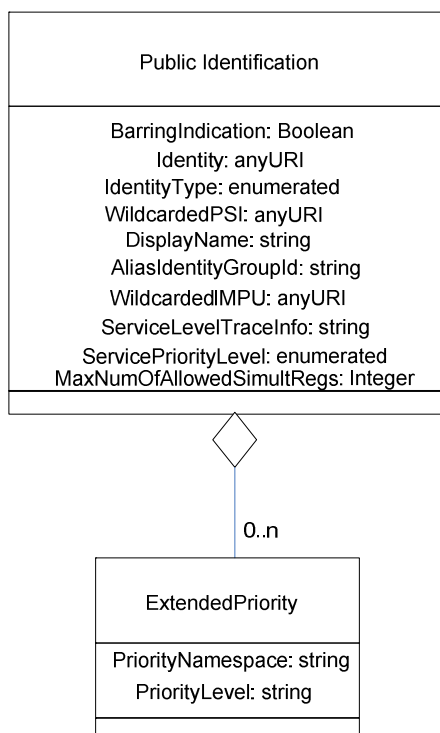 Public Identification
BarringIndication: Boolean
Identity: anyURI
IdentityType: enumerated
WildcardedPSI: anyURI
DisplayName: string
AliasIdentityGroupId: string
WildcardedIMPU: anyURI
ServiceLevelTraceInfo: string
ServicePriorityLevel: enumerated
MaxNumOfAllowedSimultRegs: Integer
0..n
ExtendedPriority
PriorityNamespace: string
PriorityLevel: string